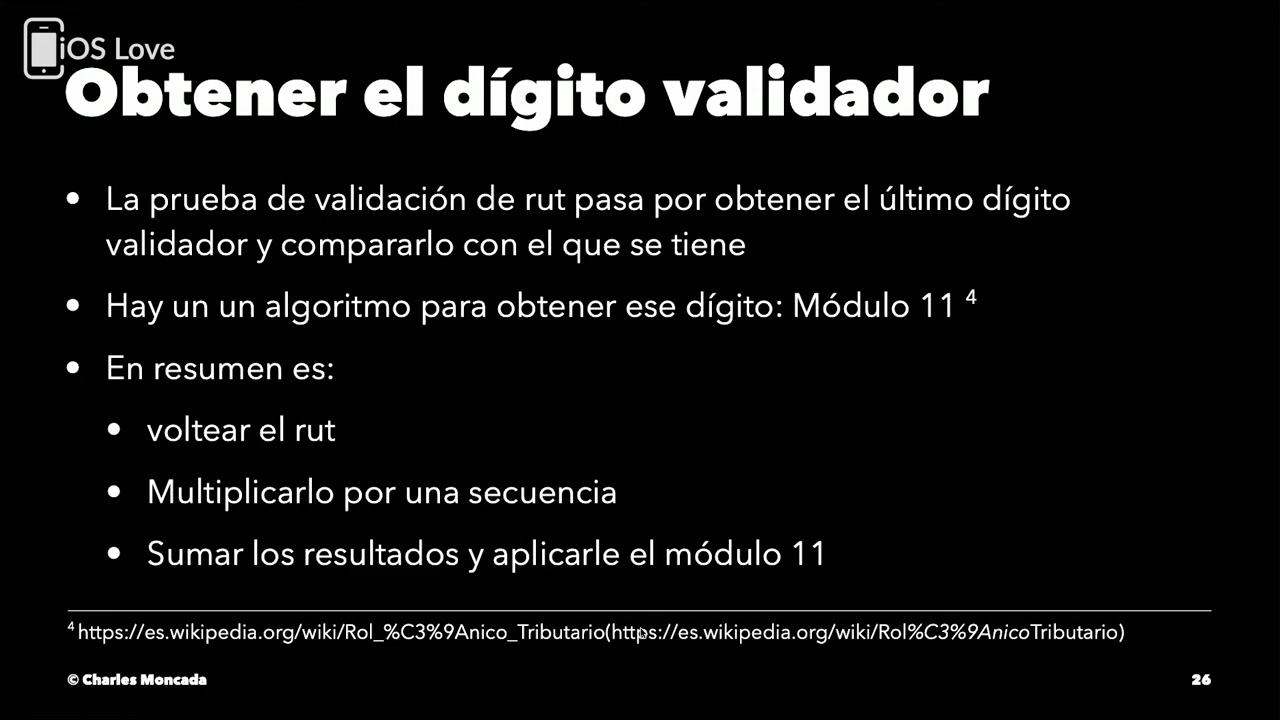 iOS Love
Obtener el dígito validador
• La prueba de validación de rut pasa por obtener el último dígito
validador y compararlo con el que se tiene
• Hay un un algoritmo para obtener ese dígito: Módulo 11 ⁴
• En resumen es:
• voltear el rut
• Multiplicarlo por una secuencia
• Sumar los resultados y aplicarle el módulo 11
⁴ https://es.wikipedia.org/wiki/Rol_%C3%9Anico_Tributario(https://es.wikipedia.org/wiki/Rol%C3%9AnicoTributario)
© Charles Moncada
26